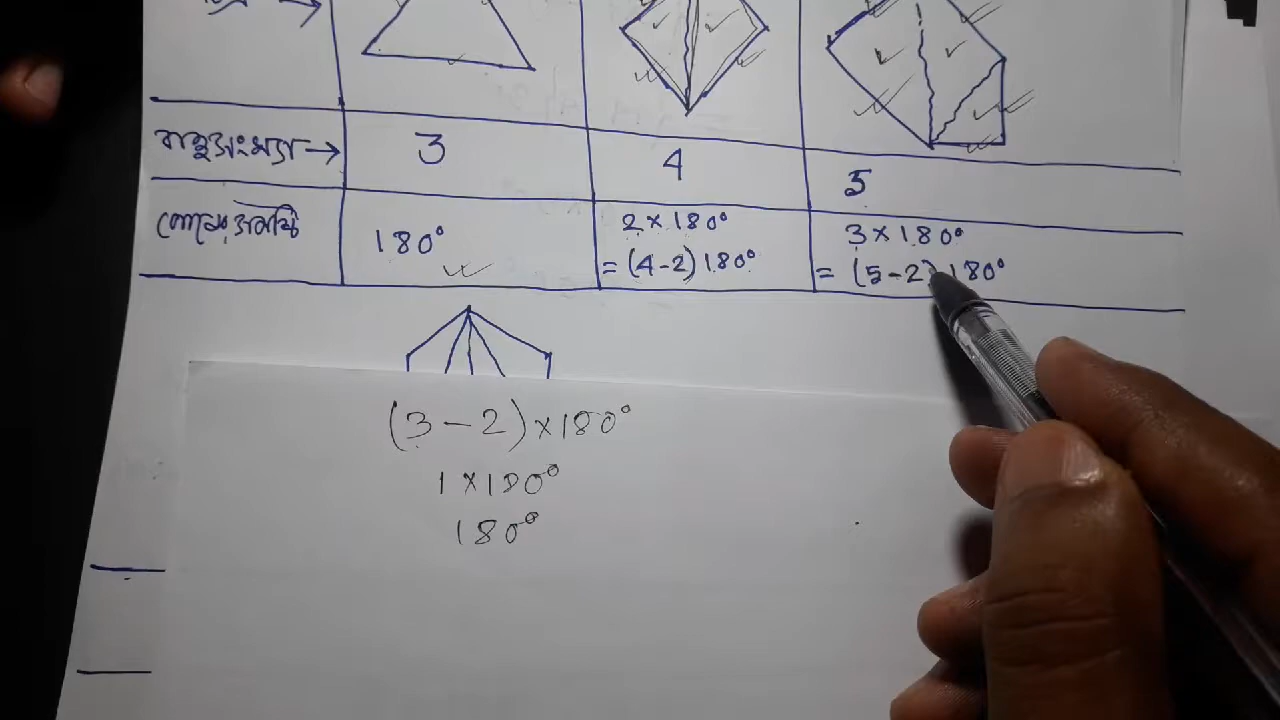 বাহুসংখ্যা → 3 4 5
কোণের সমষ্টি 180° 2 × 180° 3 × 180°
= (4 - 2) 180° = (5 - 2) 180°
(3 - 2) × 180°
1 × 180°
180°